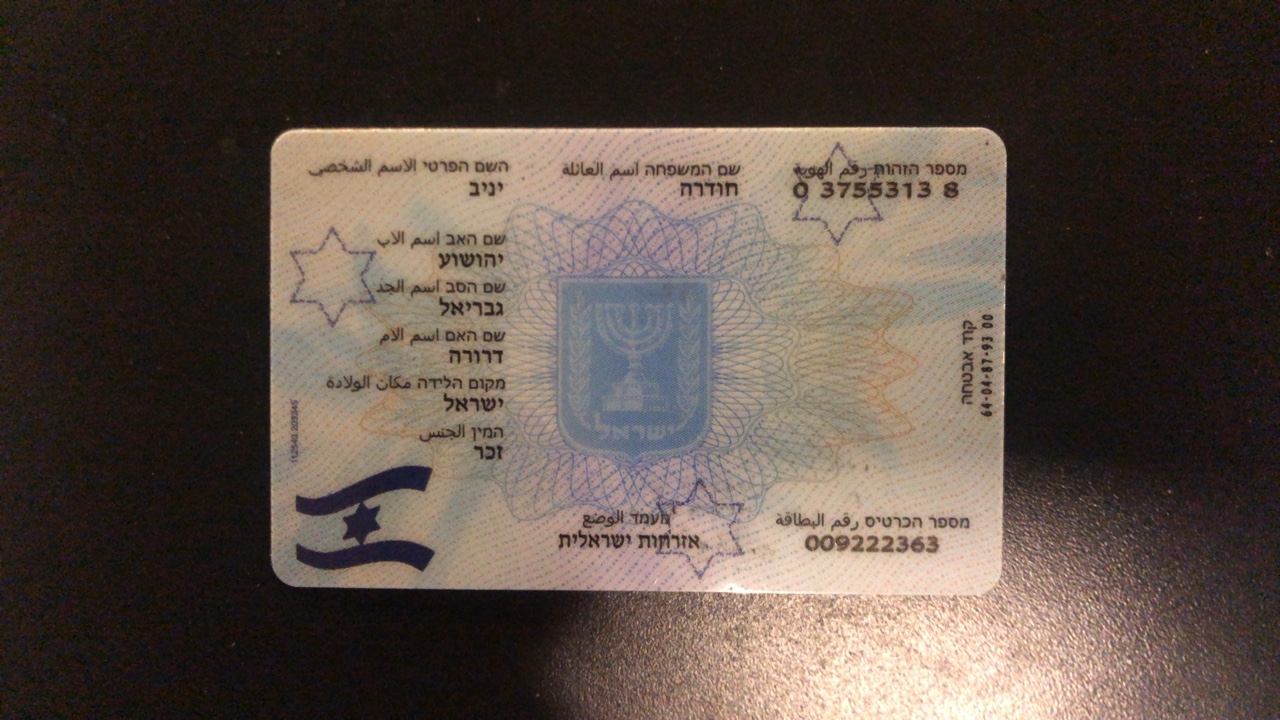 מספר הזהות رقم الهوية
0 3755313 8
שם המשפחה اسم العائلة
חודרה
השם הפרטי الاسم الشخصي
יניב
שם האב اسم الاب
יהושוע
שם הסב اسم الجد
גבריאל
שם האם اسم الام
דרורה
מקום הלידה مكان الولادة
ישראל
המין الجنس
זכר
ישראל
קוד אבטחה
64-04-87-93 00
מעמד الوضع
אזרחות ישראלית
מספר הכרטיס رقم البطاقة
009222363